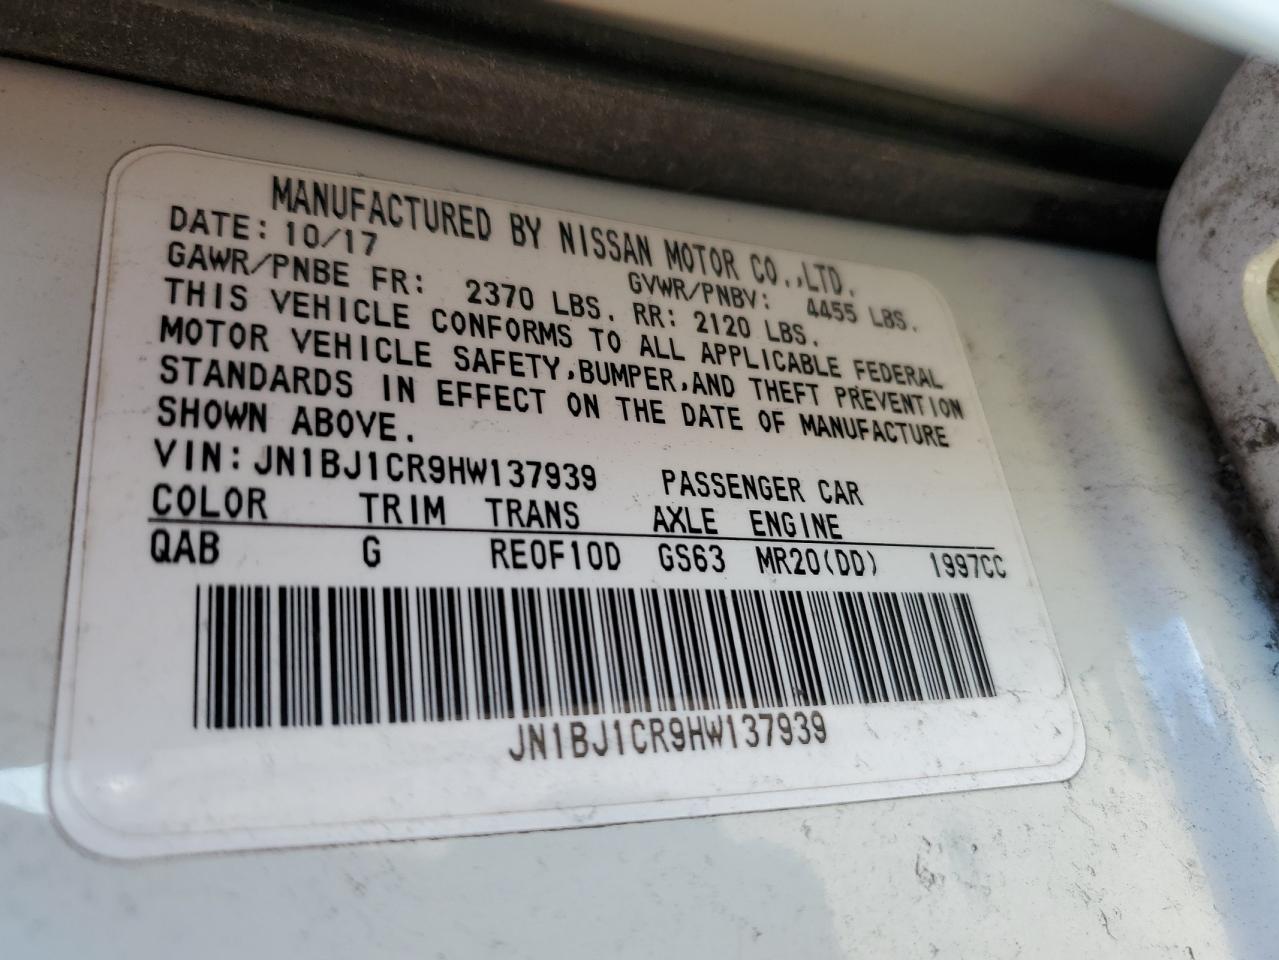 MANUFACTURED BY NISSAN MOTOR CO.,LTD.
DATE: 10/17 GVWR/PNBV: 4455 LBS.
GAWR/PNBE FR: 2370 LBS. RR: 2120 LBS.
THIS VEHICLE CONFORMS TO ALL APPLICABLE FEDERAL
MOTOR VEHICLE SAFETY,BUMPER,AND THEFT PREVENTION
STANDARDS IN EFFECT ON THE DATE OF MANUFACTURE
SHOWN ABOVE.
VIN:JN1BJ1CR9HW137939 PASSENGER CAR
COLOR TRIM TRANS AXLE ENGINE
QAB G RE0F10D GS63 MR20(DD) 1997CC
JN1BJ1CR9HW137939